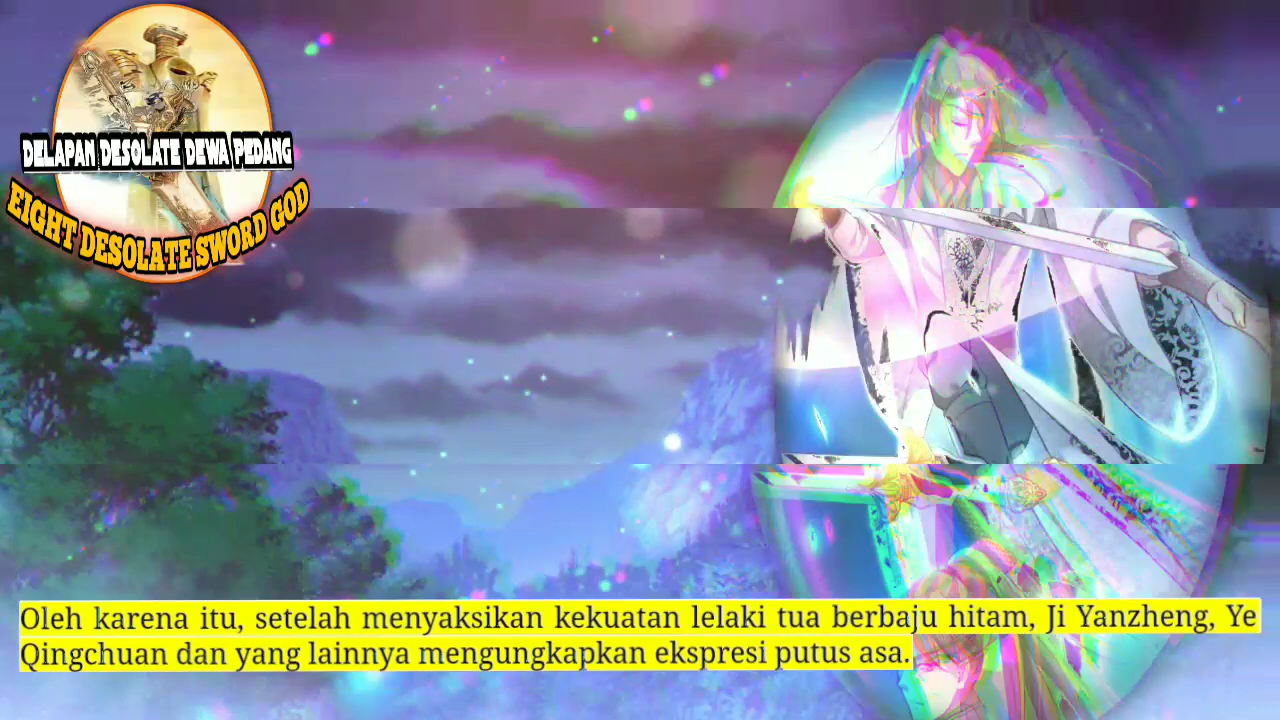 DELAPAN DESOLATE DEWA PEDANG
EIGHT DESOLATE SWORD GOD
Oleh karena itu, setelah menyaksikan kekuatan lelaki tua berbaju hitam, Ji Yanzheng, Ye
Qingchuan dan yang lainnya mengungkapkan ekspresi putus asa.